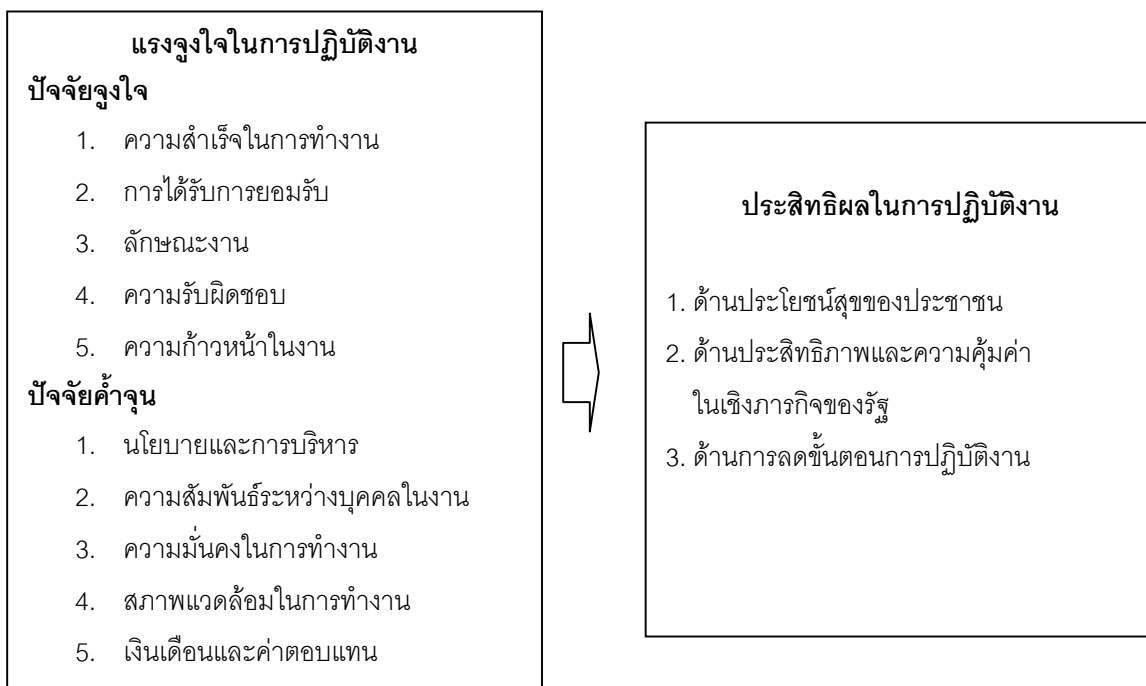 แรงจูงใจในการปฏิบัติงาน
ปัจจัยจูงใจ
1. ความสำเร็จในการทำงาน
2. การได้รับการยอมรับ
3. ลักษณะงาน
4. ความรับผิดชอบ
5. ความก้าวหน้าในงาน
ปัจจัยค้ำจุน
1. นโยบายและการบริหาร
2. ความสัมพันธ์ระหว่างบุคคลในงาน
3. ความมั่นคงในการทำงาน
4. สภาพแวดล้อมในการทำงาน
5. เงินเดือนและค่าตอบแทน
ประสิทธิผลในการปฏิบัติงาน
1. ด้านประโยชน์สุขของประชาชน
2. ด้านประสิทธิภาพและความคุ้มค่า
ในเชิงภารกิจของรัฐ
3. ด้านการลดขั้นตอนการปฏิบัติงาน